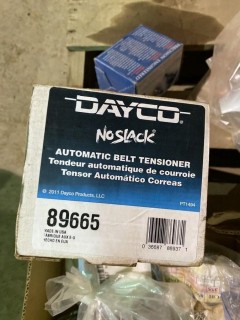 DAYCO
NOSLACK
AUTOMATIC BELT TENSIONER
Tendeur automatique de courroie
Tensor Automático Correas
© 2011 Dayco Products, LLC
89665
MADE IN USA